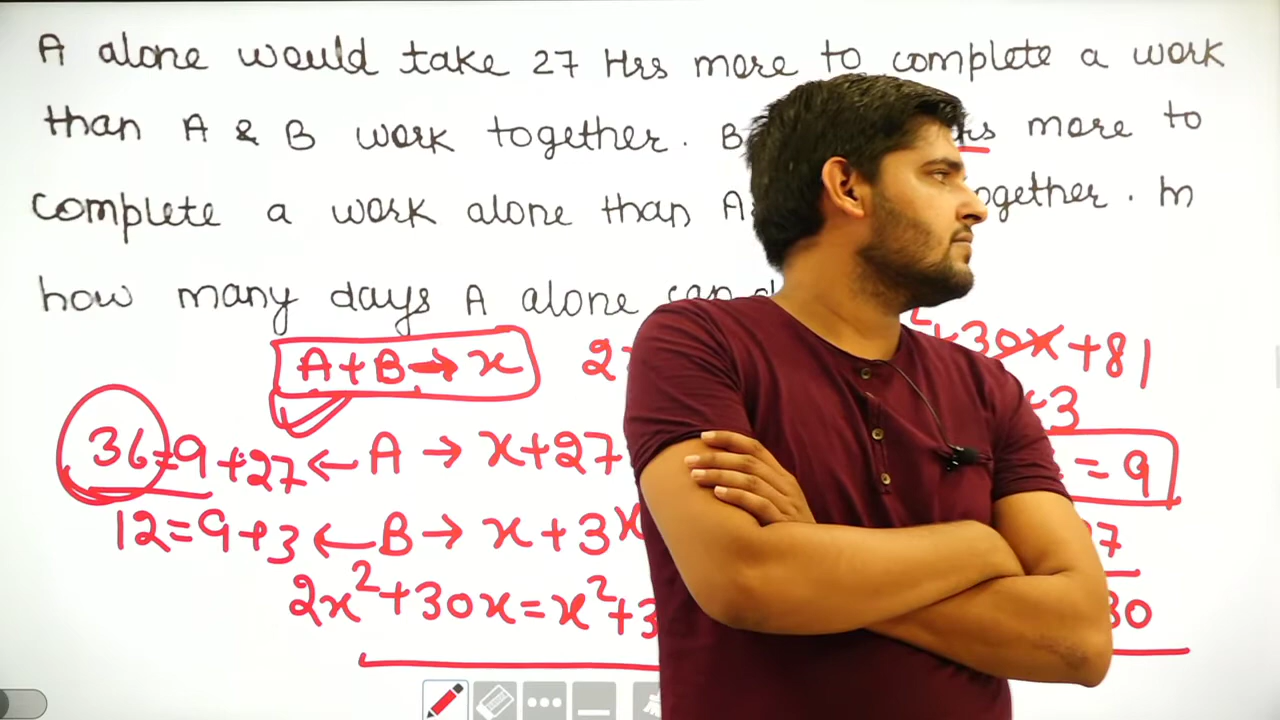 A alone would take 27 Hrs more to complete a work
than A & B work together. B hrs more to
complete a work alone than A together. In
how many days A alone can
A+B→x 2 +30x+81
36=9+27←A→x+27 +3
= 9
12=9+3←B→x+3 x 7
2x²+30x=x²+3 30